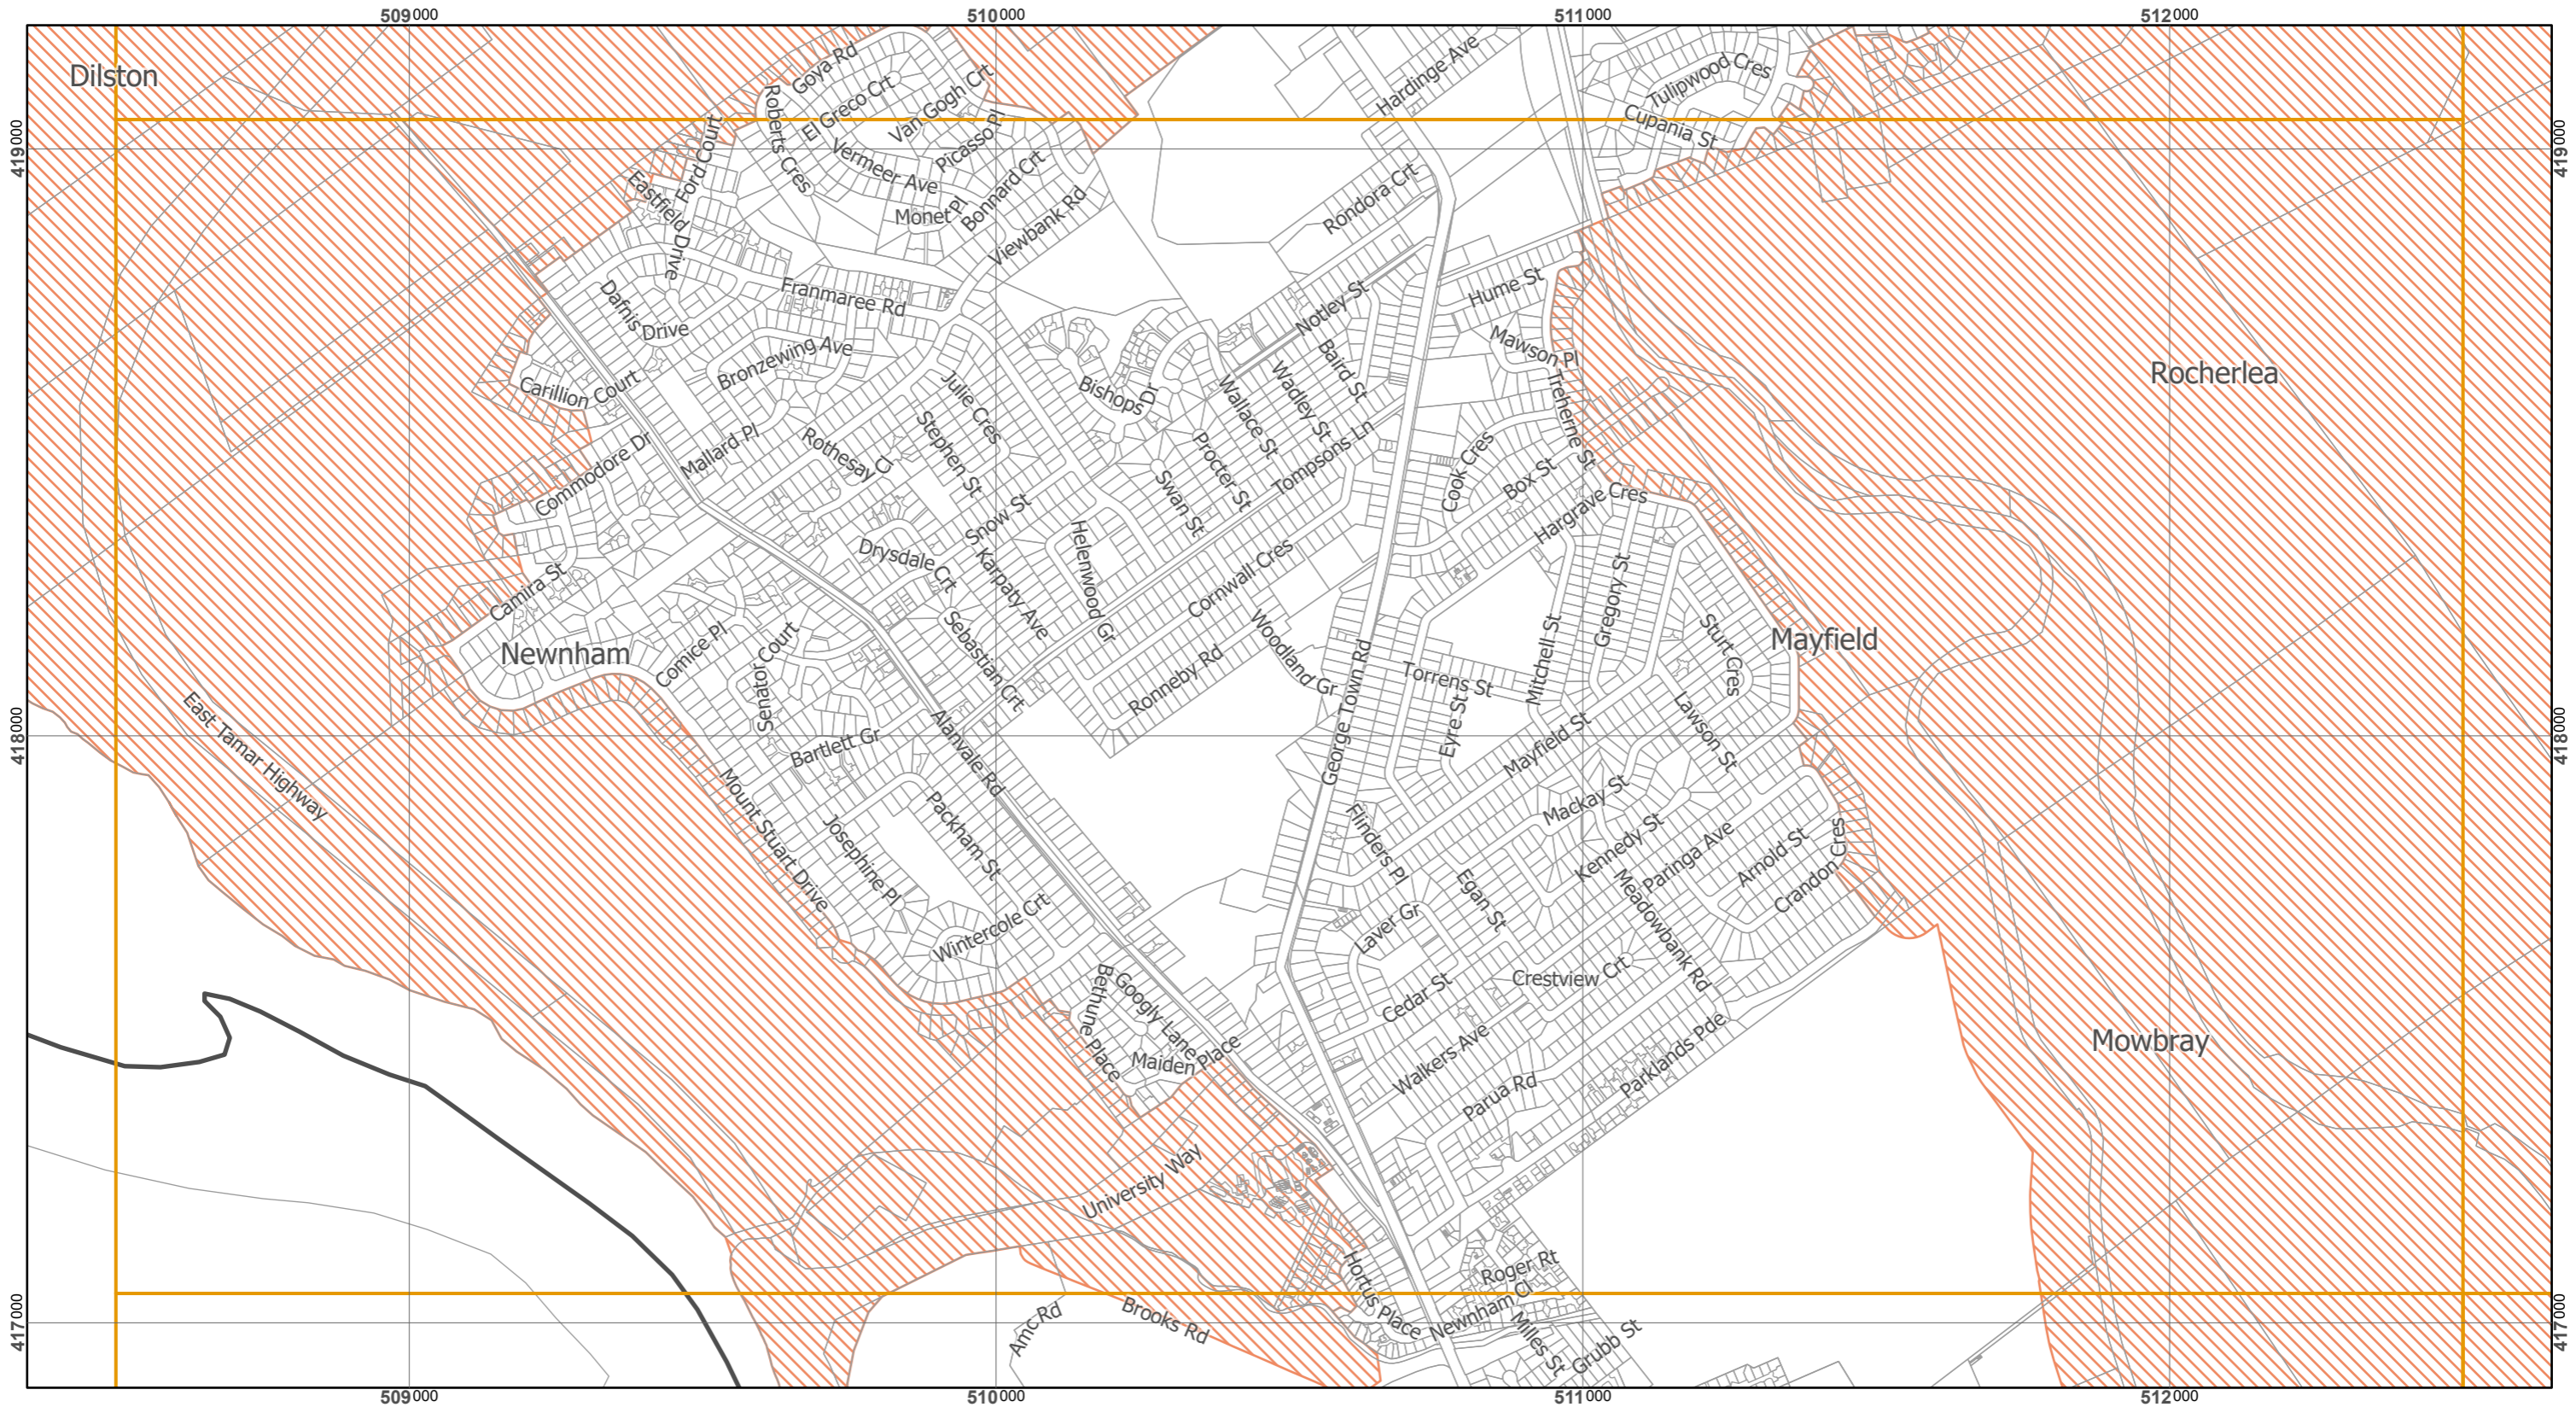 509000
510000
511000
512000
Dilston
Goya Rd
Hardinge Ave
Tulipwood Cres
El Greco Crt
Van Gogh Crt
Roberts Cres
Cupania St
419000
419000
Ford Court
Picasso Pl
Vermeer Ave
Bonnard Crt
Eastfield Drive
Monet Pl
Rondora Crt
Viewbank Rd
Franmaree Rd
Hume St
Notley St
Dafnis Drive
Mawson Pl
Bronzewing Ave
Baird St
Carillion Court
Julie Cres
Bishops Dr
Wallace St
Wadley St
Treherne St
Rocherlea
Mallard Pl
Commodore Dr
Rothesay Cl
Stephen St
Procter St
Tompsons Ln
Swan St
Cook Cres
Box St
Hargrave Cres
Snow St
Helenwood Gr
Drysdale Crt
Karpaty Ave
Cornwall Cres
Camira St
Gregory St
Newnham
Comice Pl
Senator Court
Sebastian Crt
Woodland Gr
Ronneby Rd
George Town Rd
Torrens St
Mitchell St
Sturt Cres
Mayfield
418000
418000
East Tamar Highway
Alanvale Rd
Bartlett Gr
Eyre St
Mayfield St
Lawson St
Mount Stuart Drive
Josephine Pl
Packham St
Flinders Pl
Mackay St
Kennedy St
Paringa Ave
Arnold St
Crandon Cres
Wintercole Crt
Laver Gr
Egan St
Meadowbank Rd
Bethune Place
Googly Lane
Cedar St
Crestview Crt
Maiden Place
Walkers Ave
Parklands Pde
Mowbray
Parua Rd
University Way
Hortus Place
Roger Rt
Newnham Cl
Amc Rd
Brooks Rd
Milles St
Grubb St
417000
417000
509000
510000
511000
512000